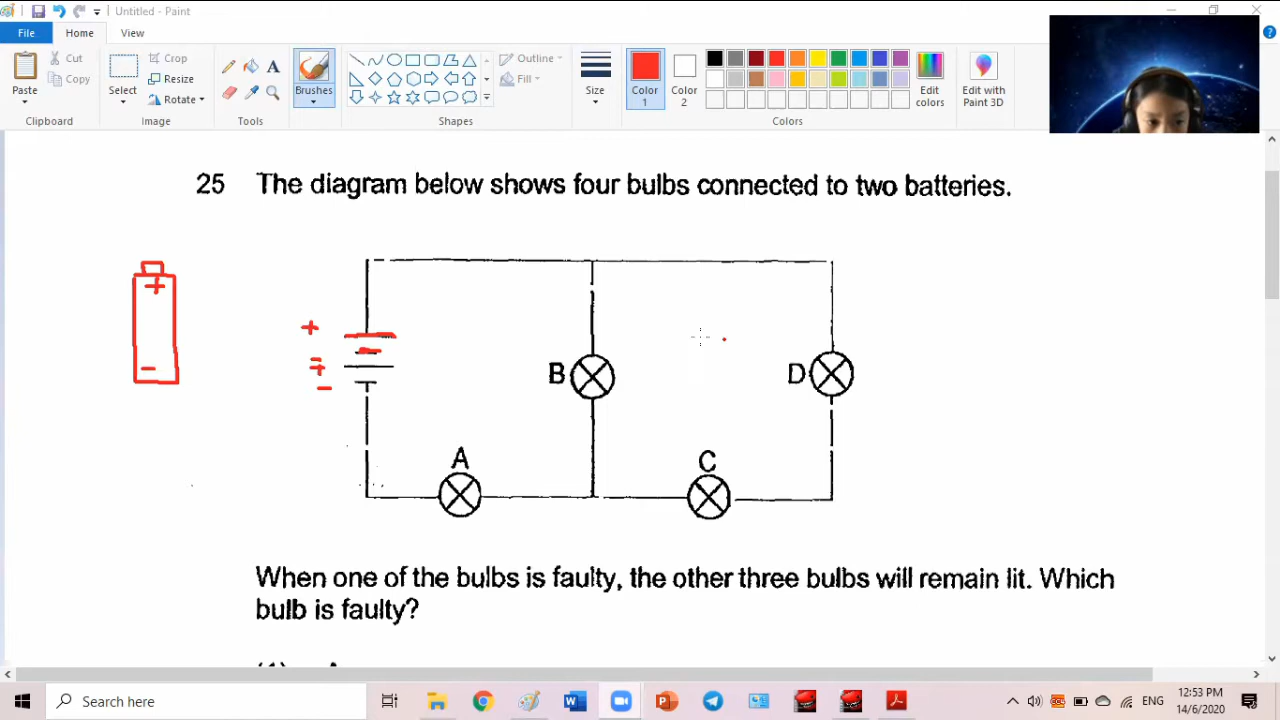 Untitled - Paint
File
Home
View
Paste
Cut
Copy
Clipboard
Select
Crop
Resize
Rotate
Image
A
Tools
Brushes
Outline
Fill
Shapes
Size
Color 1
Color 2
Edit colors
Edit with Paint 3D
Colors
25 The diagram below shows four bulbs connected to two batteries.
+
-
+
+
-
B
D
A
C
When one of the bulbs is faulty, the other three bulbs will remain lit. Which
bulb is faulty?
Search here
ENG
12:53 PM
14/6/2020